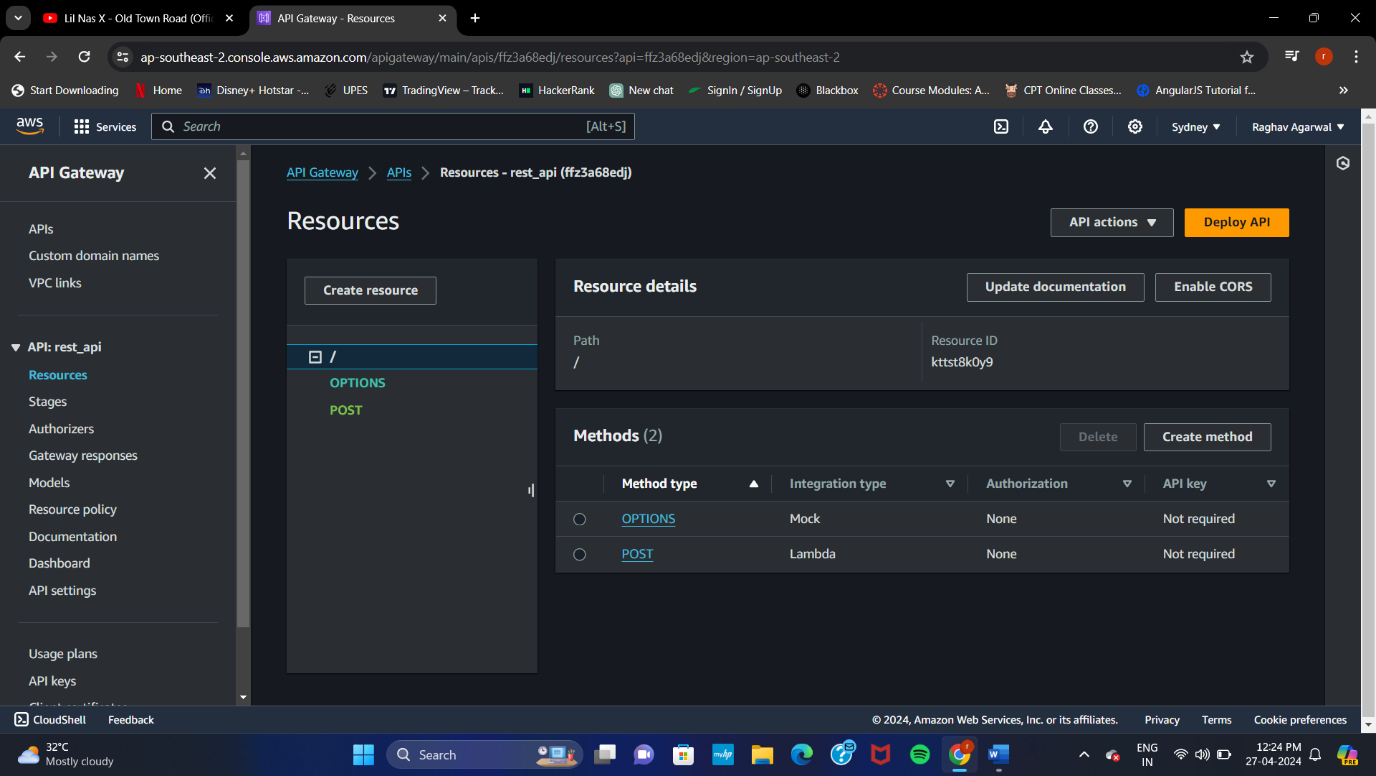 Lil Nas X - Old Town Road (Offi
API Gateway - Resources
ap-southeast-2.console.aws.amazon.com/apigateway/main/apis/ffz3a68edj/resources?api=ffz3a68edj&region=ap-southeast-2
r
Start Downloading
Home
Disney+ Hotstar -...
UPES
TradingView – Track...
HackerRank
New chat
SignIn / SignUp
Blackbox
Course Modules: A...
CPT Online Classes...
AngularJS Tutorial f...
aws
Services
Search
[Alt+S]
Sydney
Raghav Agarwal
API Gateway
APIs
Custom domain names
VPC links
API: rest_api
Resources
Stages
Authorizers
Gateway responses
Models
Resource policy
Documentation
Dashboard
API settings
Usage plans
API keys
Client certificates
API Gateway
APIs
Resources - rest_api (ffz3a68edj)
Resources
API actions
Deploy API
Create resource
/
OPTIONS
POST
Resource details
Update documentation
Enable CORS
Path
/
Resource ID
kttst8k0y9
Methods (2)
Delete
Create method
Method type
Integration type
Authorization
API key
OPTIONS
Mock
None
Not required
POST
Lambda
None
Not required
CloudShell
Feedback
© 2024, Amazon Web Services, Inc. or its affiliates.
Privacy
Terms
Cookie preferences
32°C
Mostly cloudy
Search
ENG
IN
12:24 PM
27-04-2024